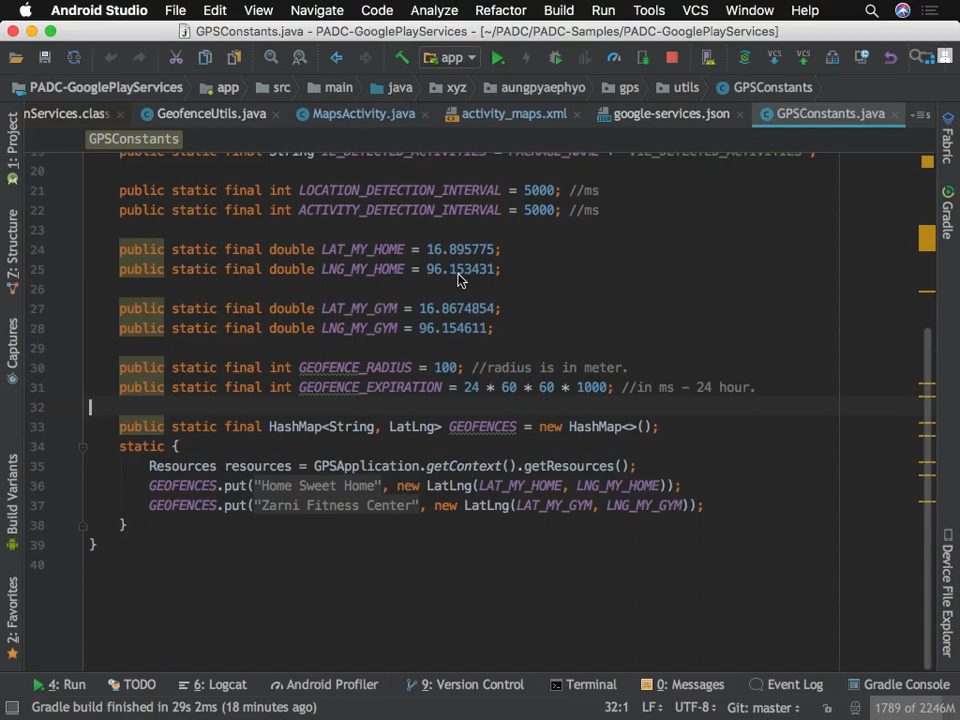 Android Studio File Edit View Navigate Code Analyze Refactor Build Run Tools VCS Window Help
GPSConstants.java - PADC-GooglePlayServices - [~/PADC/PADC-Samples/PADC-GooglePlayServices]
app
PADC-GooglePlayServices app src main java xyz aungpyaephyo gps utils GPSConstants
nServices.class GeofenceUtils.java MapsActivity.java activity_maps.xml google-services.json GPSConstants.java
GPSConstants
20
21 public static final int LOCATION_DETECTION_INTERVAL = 5000; //ms
22 public static final int ACTIVITY_DETECTION_INTERVAL = 5000; //ms
23
24 public static final double LAT_MY_HOME = 16.895775;
25 public static final double LNG_MY_HOME = 96.153431;
26
27 public static final double LAT_MY_GYM = 16.8674854;
28 public static final double LNG_MY_GYM = 96.154611;
29
30 public static final int GEOFENCE_RADIUS = 100; //radius is in meter.
31 public static final int GEOFENCE_EXPIRATION = 24 * 60 * 60 * 1000; //in ms - 24 hour.
32
33 public static final HashMap<String, LatLng> GEOFENCES = new HashMap<>();
34 static {
35 Resources resources = GPSApplication.getContext().getResources();
36 GEOFENCES.put("Home Sweet Home", new LatLng(LAT_MY_HOME, LNG_MY_HOME));
37 GEOFENCES.put("Zarni Fitness Center", new LatLng(LAT_MY_GYM, LNG_MY_GYM));
38 }
39 }
40
1: Project
7: Structure
Captures
Build Variants
2: Favorites
Fabric
Gradle
Device File Explorer
4: Run TODO 6: Logcat Android Profiler 9: Version Control Terminal 0: Messages Event Log Gradle Console
Gradle build finished in 29s 2ms (18 minutes ago) 32:1 LF÷ UTF-8÷ Git: master÷ 1789 of 2246M